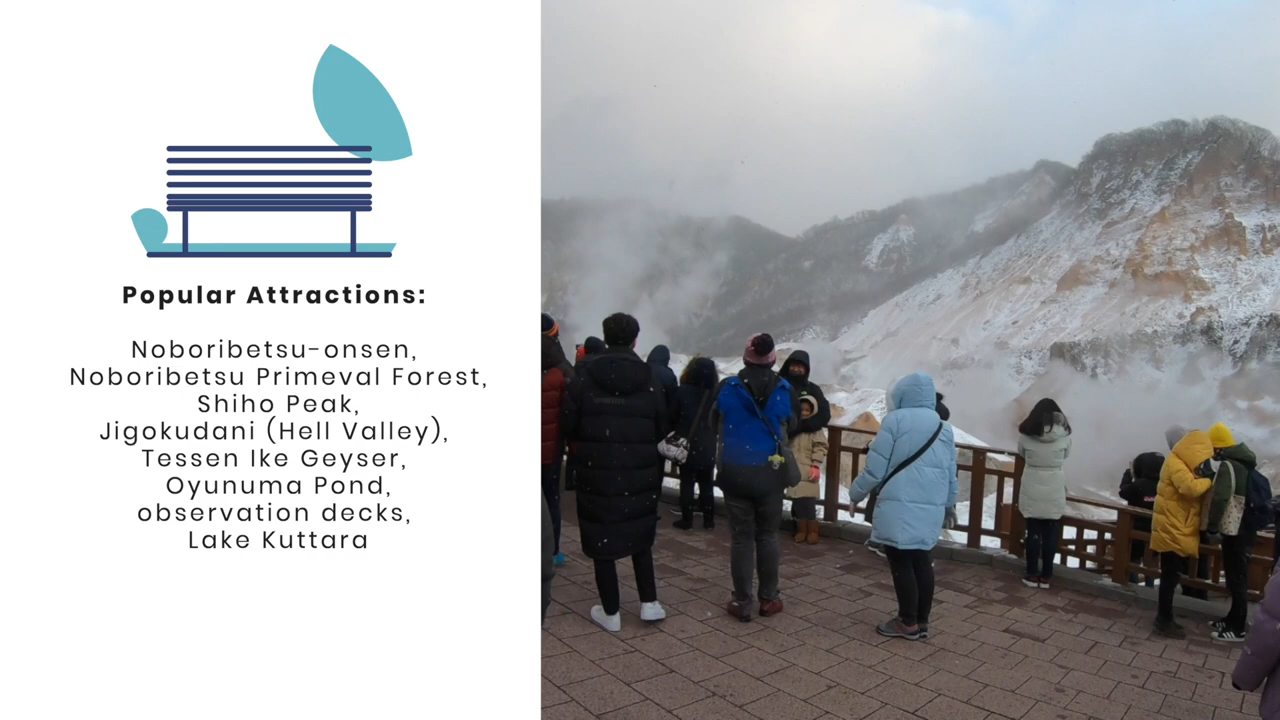 Popular Attractions:
Noboribetsu-onsen,
Noboribetsu Primeval Forest,
Shiho Peak,
Jigokudani (Hell Valley),
Tessen Ike Geyser,
Oyunuma Pond,
observation decks,
Lake Kuttara